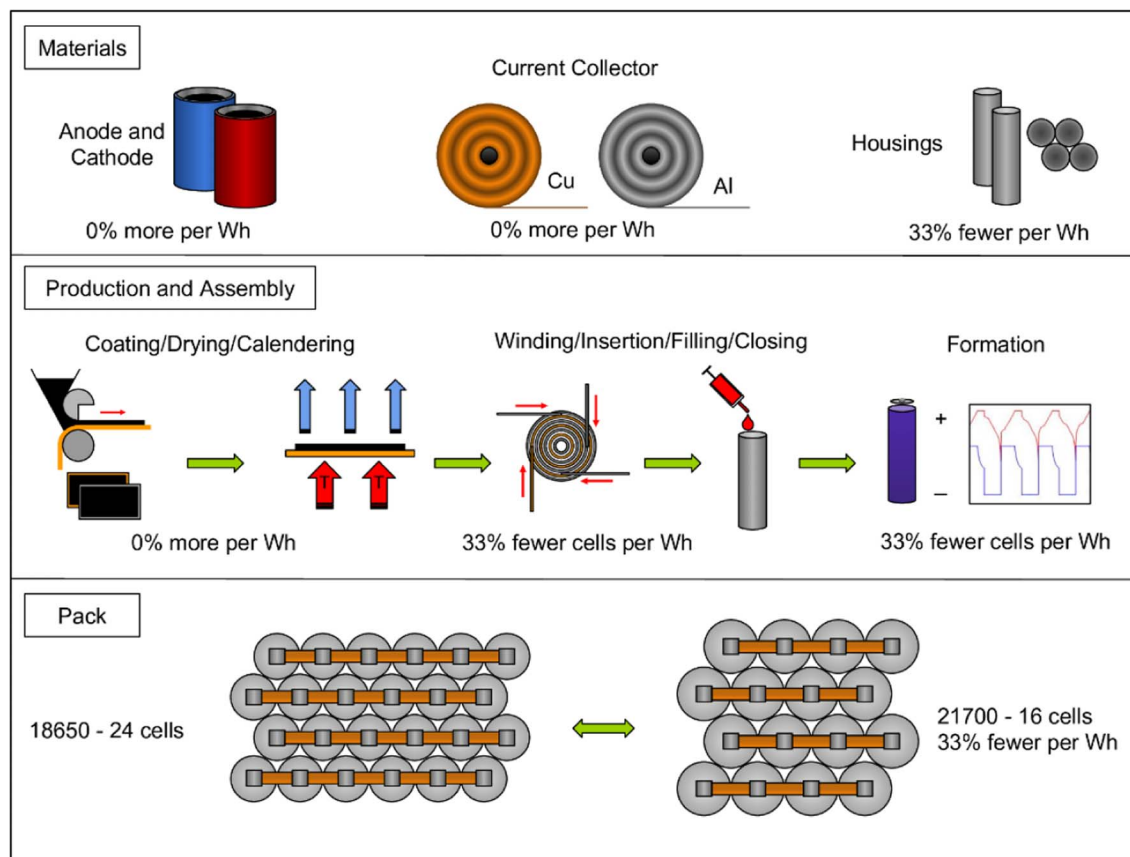 Materials
Current Collector
Anode and
Cathode
Cu
Al
Housings
0% more per Wh
0% more per Wh
33% fewer per Wh
Production and Assembly
Coating/Drying/Calendering
Winding/Insertion/Filling/Closing
Formation
T
T
+
–
0% more per Wh
33% fewer cells per Wh
33% fewer cells per Wh
Pack
18650 - 24 cells
21700 - 16 cells
33% fewer per Wh